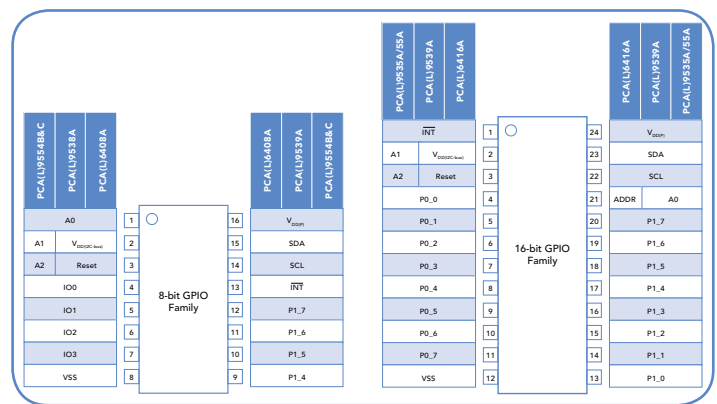 PCA(L)9554B&C
PCA(L)9538A
PCA(L)6408A
A0
A1 VDD(I2C-bus)
A2 Reset
IO0
IO1
IO2
IO3
VSS
1
2
3
4
5
6
7
8
8-bit GPIO
Family
16
15
14
13
12
11
10
9
PCA(L)6408A
PCA(L)9539A
PCA(L)9554B&C
VDD(P)
SDA
SCL
INT
P1_7
P1_6
P1_5
P1_4
PCA(L)9535A/55A
PCA(L)9539A
PCA(L)6416A
INT
A1 VDD(I2C-bus)
A2 Reset
P0_0
P0_1
P0_2
P0_3
P0_4
P0_5
P0_6
P0_7
VSS
1
2
3
4
5
6
7
8
9
10
11
12
16-bit GPIO
Family
24
23
22
21
20
19
18
17
16
15
14
13
PCA(L)6416A
PCA(L)9539A
PCA(L)9535A/55A
VDD(P)
SDA
SCL
ADDR A0
P1_7
P1_6
P1_5
P1_4
P1_3
P1_2
P1_1
P1_0